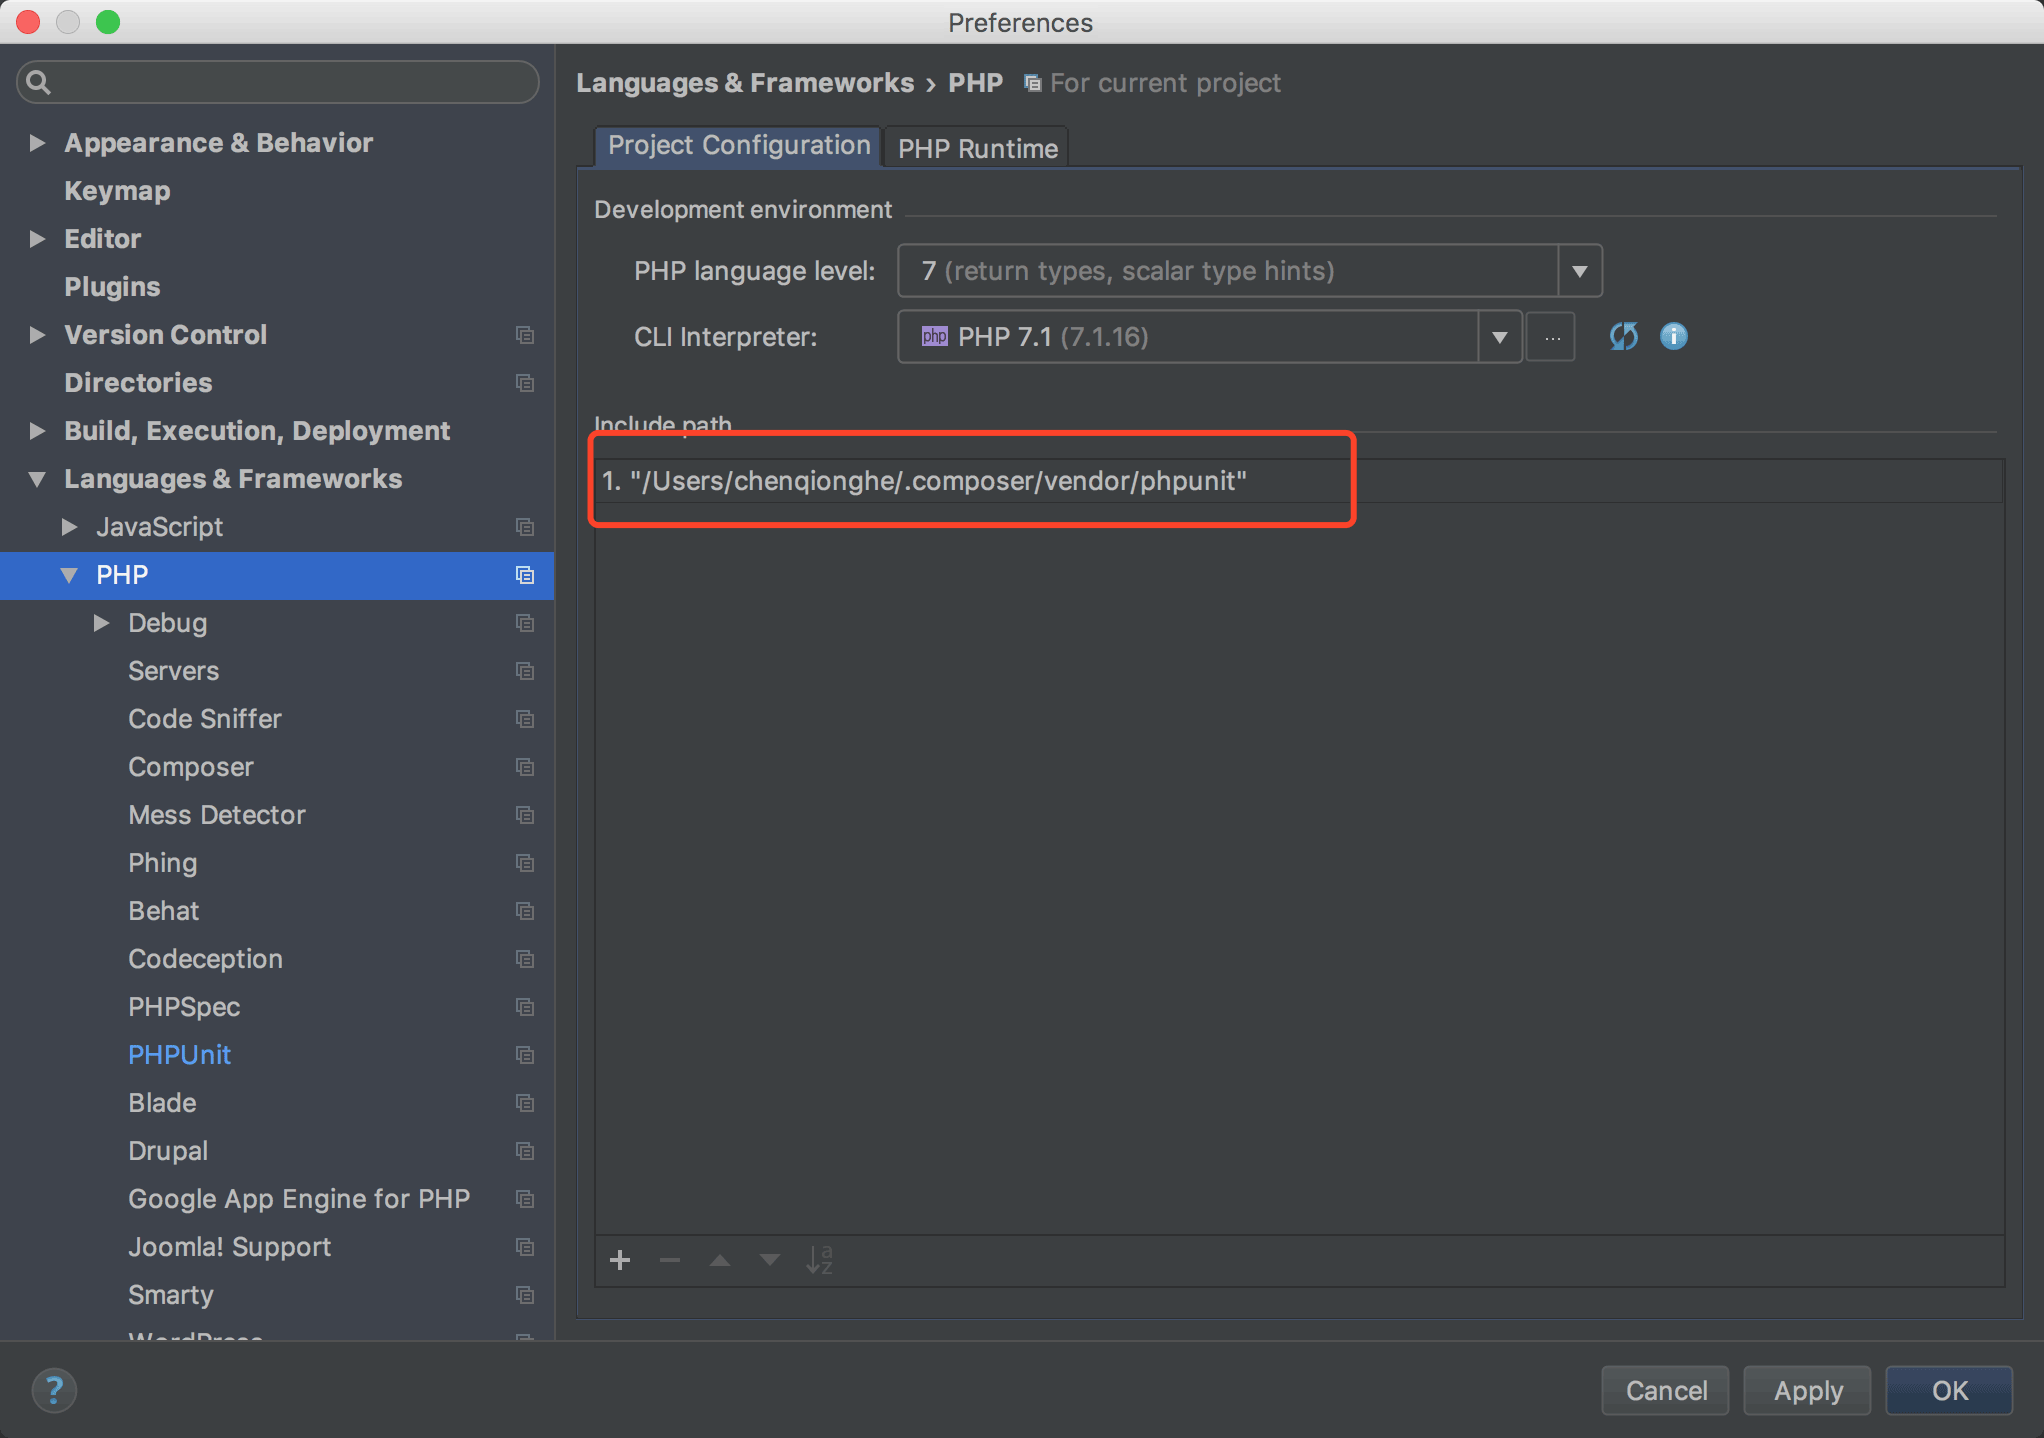 Preferences
Languages & Frameworks › PHP For current project
Project Configuration PHP Runtime
Appearance & Behavior
Keymap
Editor
Plugins
Version Control
Directories
Build, Execution, Deployment
Languages & Frameworks
JavaScript
PHP
Debug
Servers
Code Sniffer
Composer
Mess Detector
Phing
Behat
Codeception
PHPSpec
PHPUnit
Blade
Drupal
Google App Engine for PHP
Joomla! Support
Smarty
WordPress
Development environment
PHP language level: 7 (return types, scalar type hints)
CLI Interpreter: php PHP 7.1 (7.1.16) ...
Include path
1. "/Users/chenqionghe/.composer/vendor/phpunit"
a
z
? Cancel Apply OK